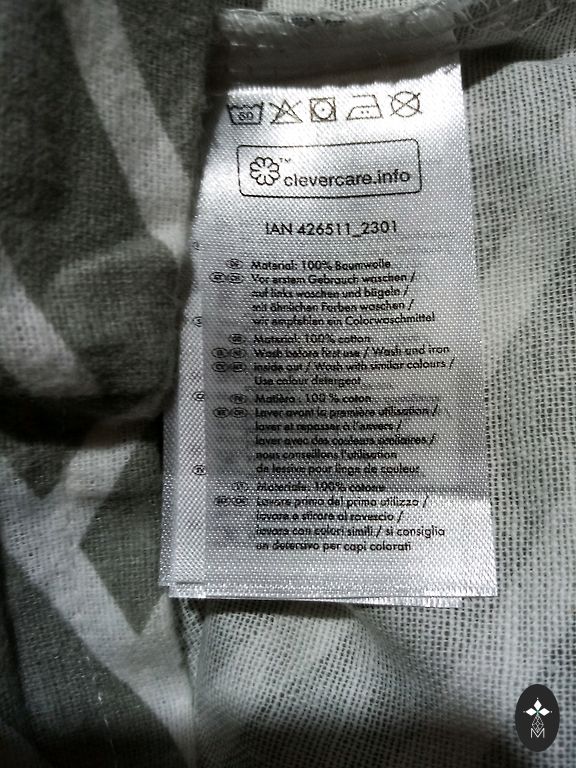 60
TM
clevercare.info
IAN 426511_2301
DE Material: 100% Baumwolle
Vor erstem Gebrauch waschen /
auf links waschen und bügeln /
mit ähnlichen Farben waschen /
wir empfehlen ein Colorwaschmittel
Material: 100% cotton
Wash before first use / Wash and iron
inside out / Wash with similar colours /
Use colour detergent
Matière : 100 % coton
Laver avant la première utilisation /
laver et repasser à l'envers /
laver avec des couleurs similaires /
nous conseillons l'utilisation
de lessive pour linge de couleur
Materiale: 100% cotone
Lavare prima del primo utilizzo /
lavare e stirare al rovescio /
lavare con colori simili / si consiglia
un detersivo per capi colorati
M